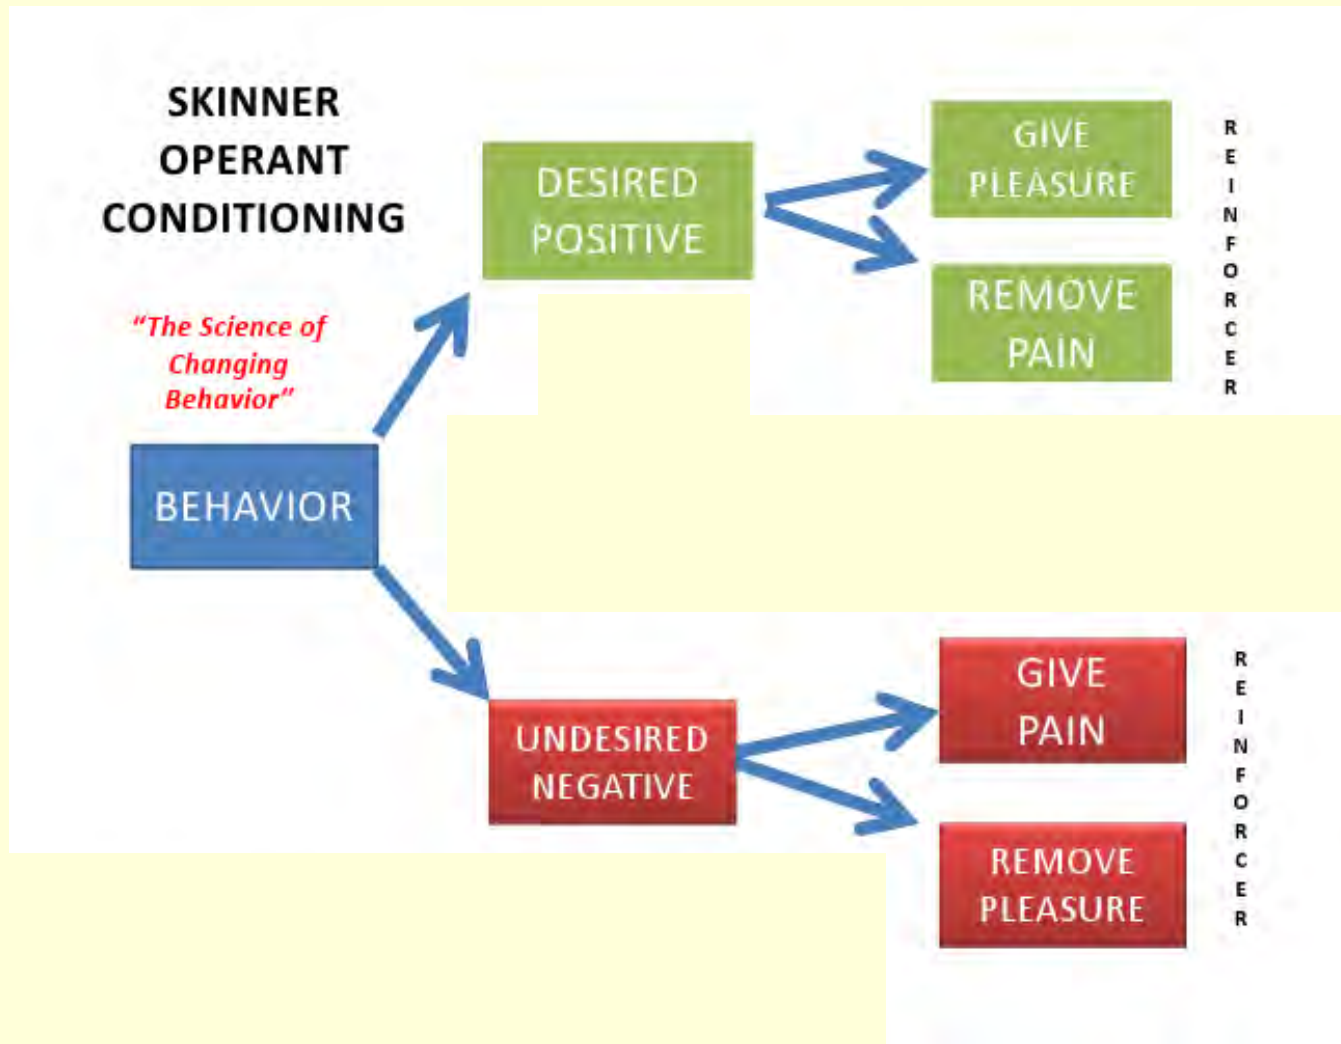 SKINNER
OPERANT
CONDITIONING
"The Science of
Changing
Behavior"
BEHAVIOR
DESIRED
POSITIVE
GIVE
PLEASURE
REMOVE
PAIN
REINFORCER
UNDESIRED
NEGATIVE
GIVE
PAIN
REMOVE
PLEASURE
REINFORCER